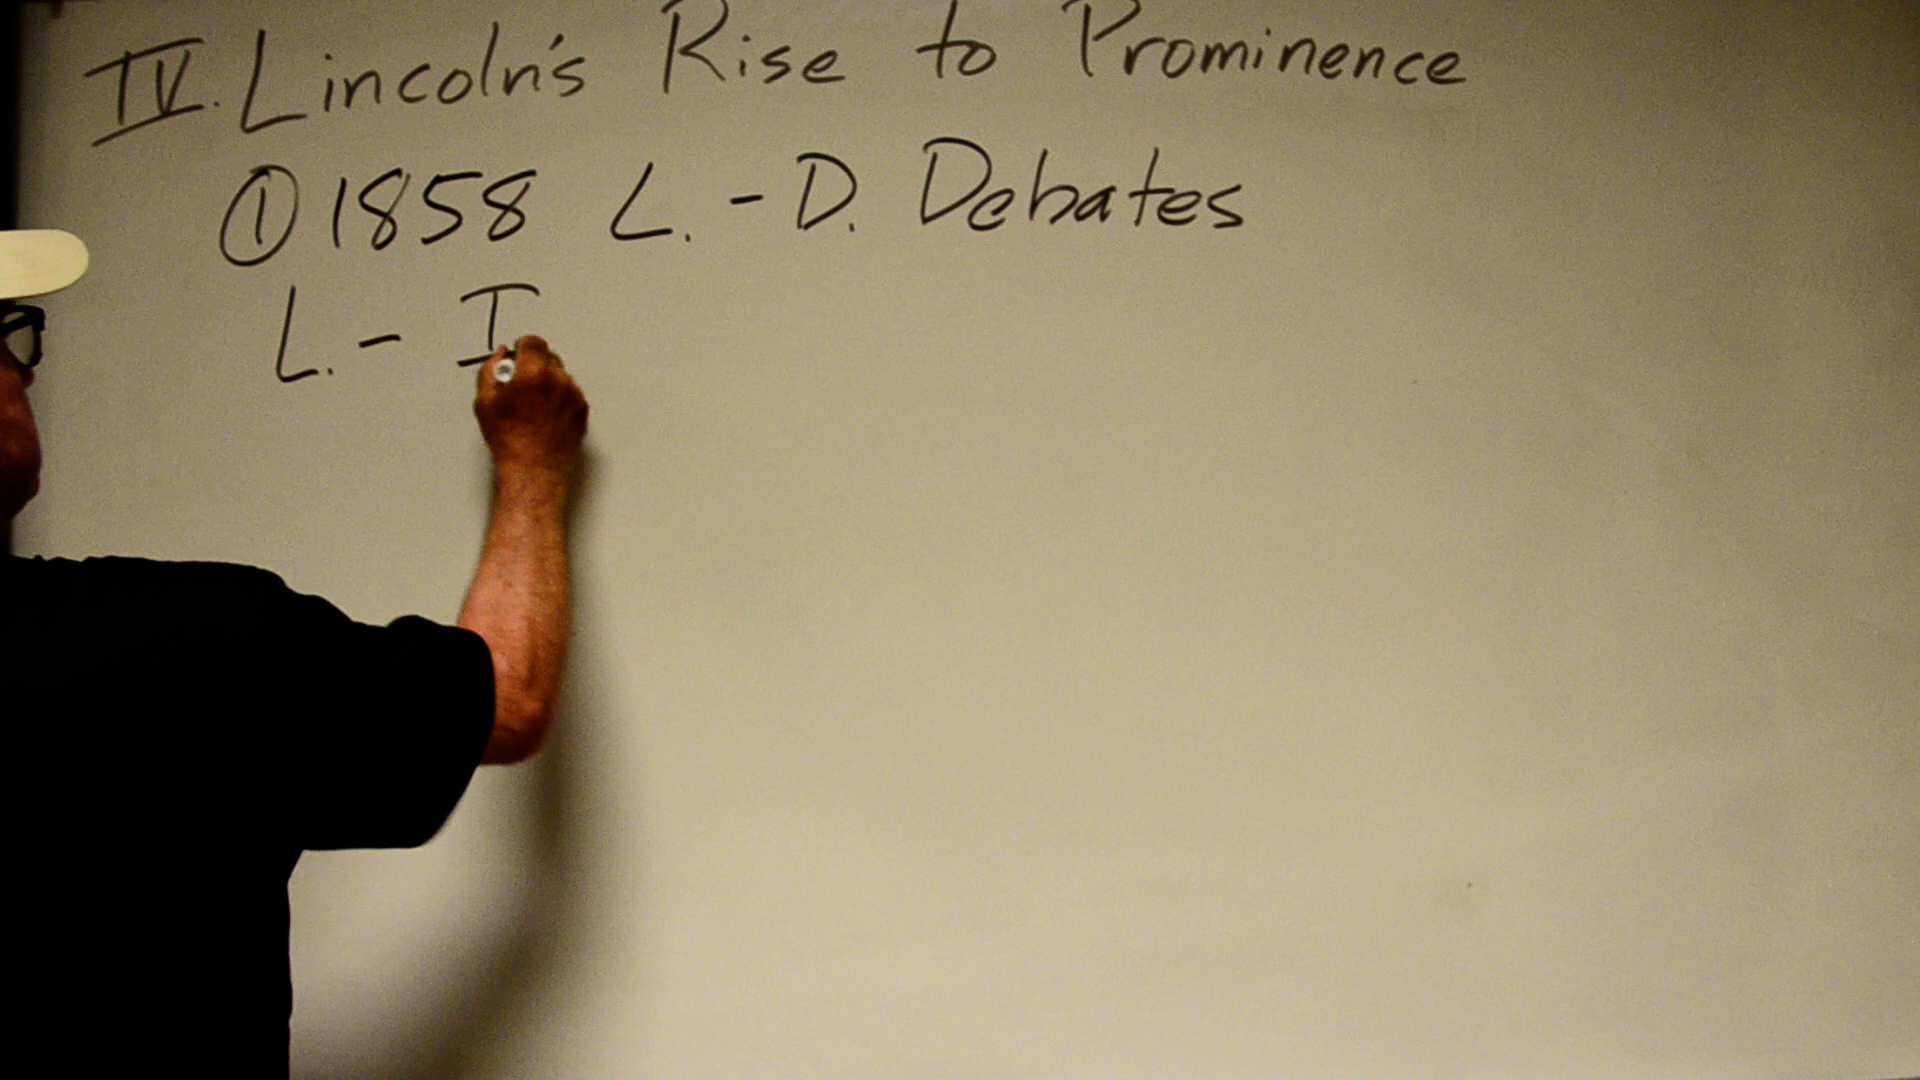 IV. Lincoln's Rise to Prominence
① 1858 L. - D. Debates
L. - I